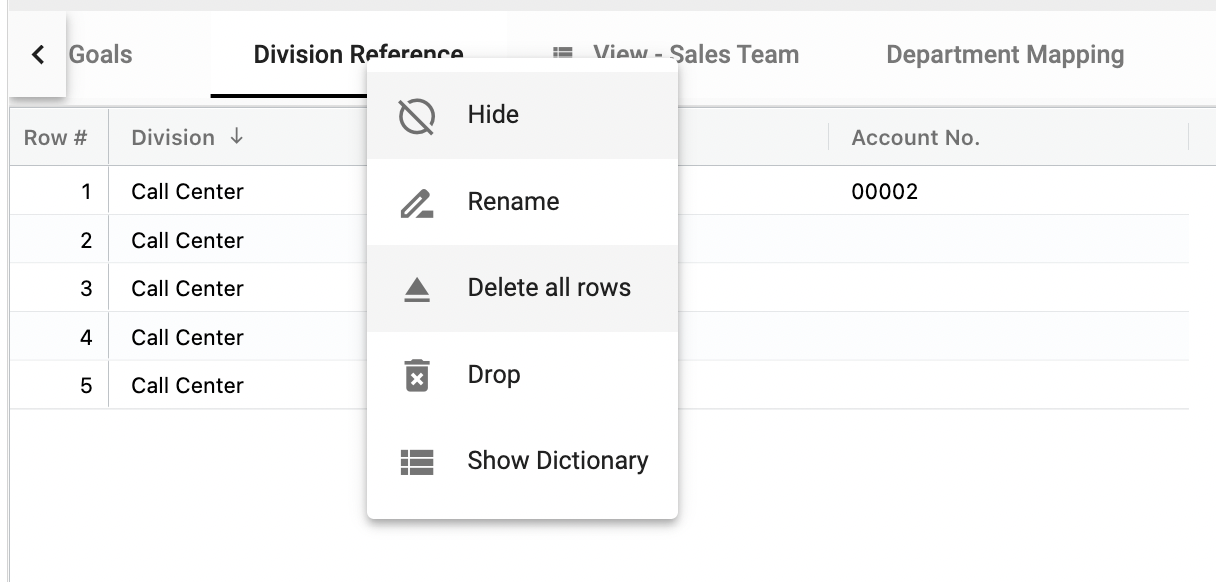 Goals Division Reference View - Sales Team Department Mapping
Hide
Row # Division Account No.
1 Call Center 00002
Rename
2 Call Center
3 Call Center
Delete all rows
4 Call Center
5 Call Center
Drop
Show Dictionary